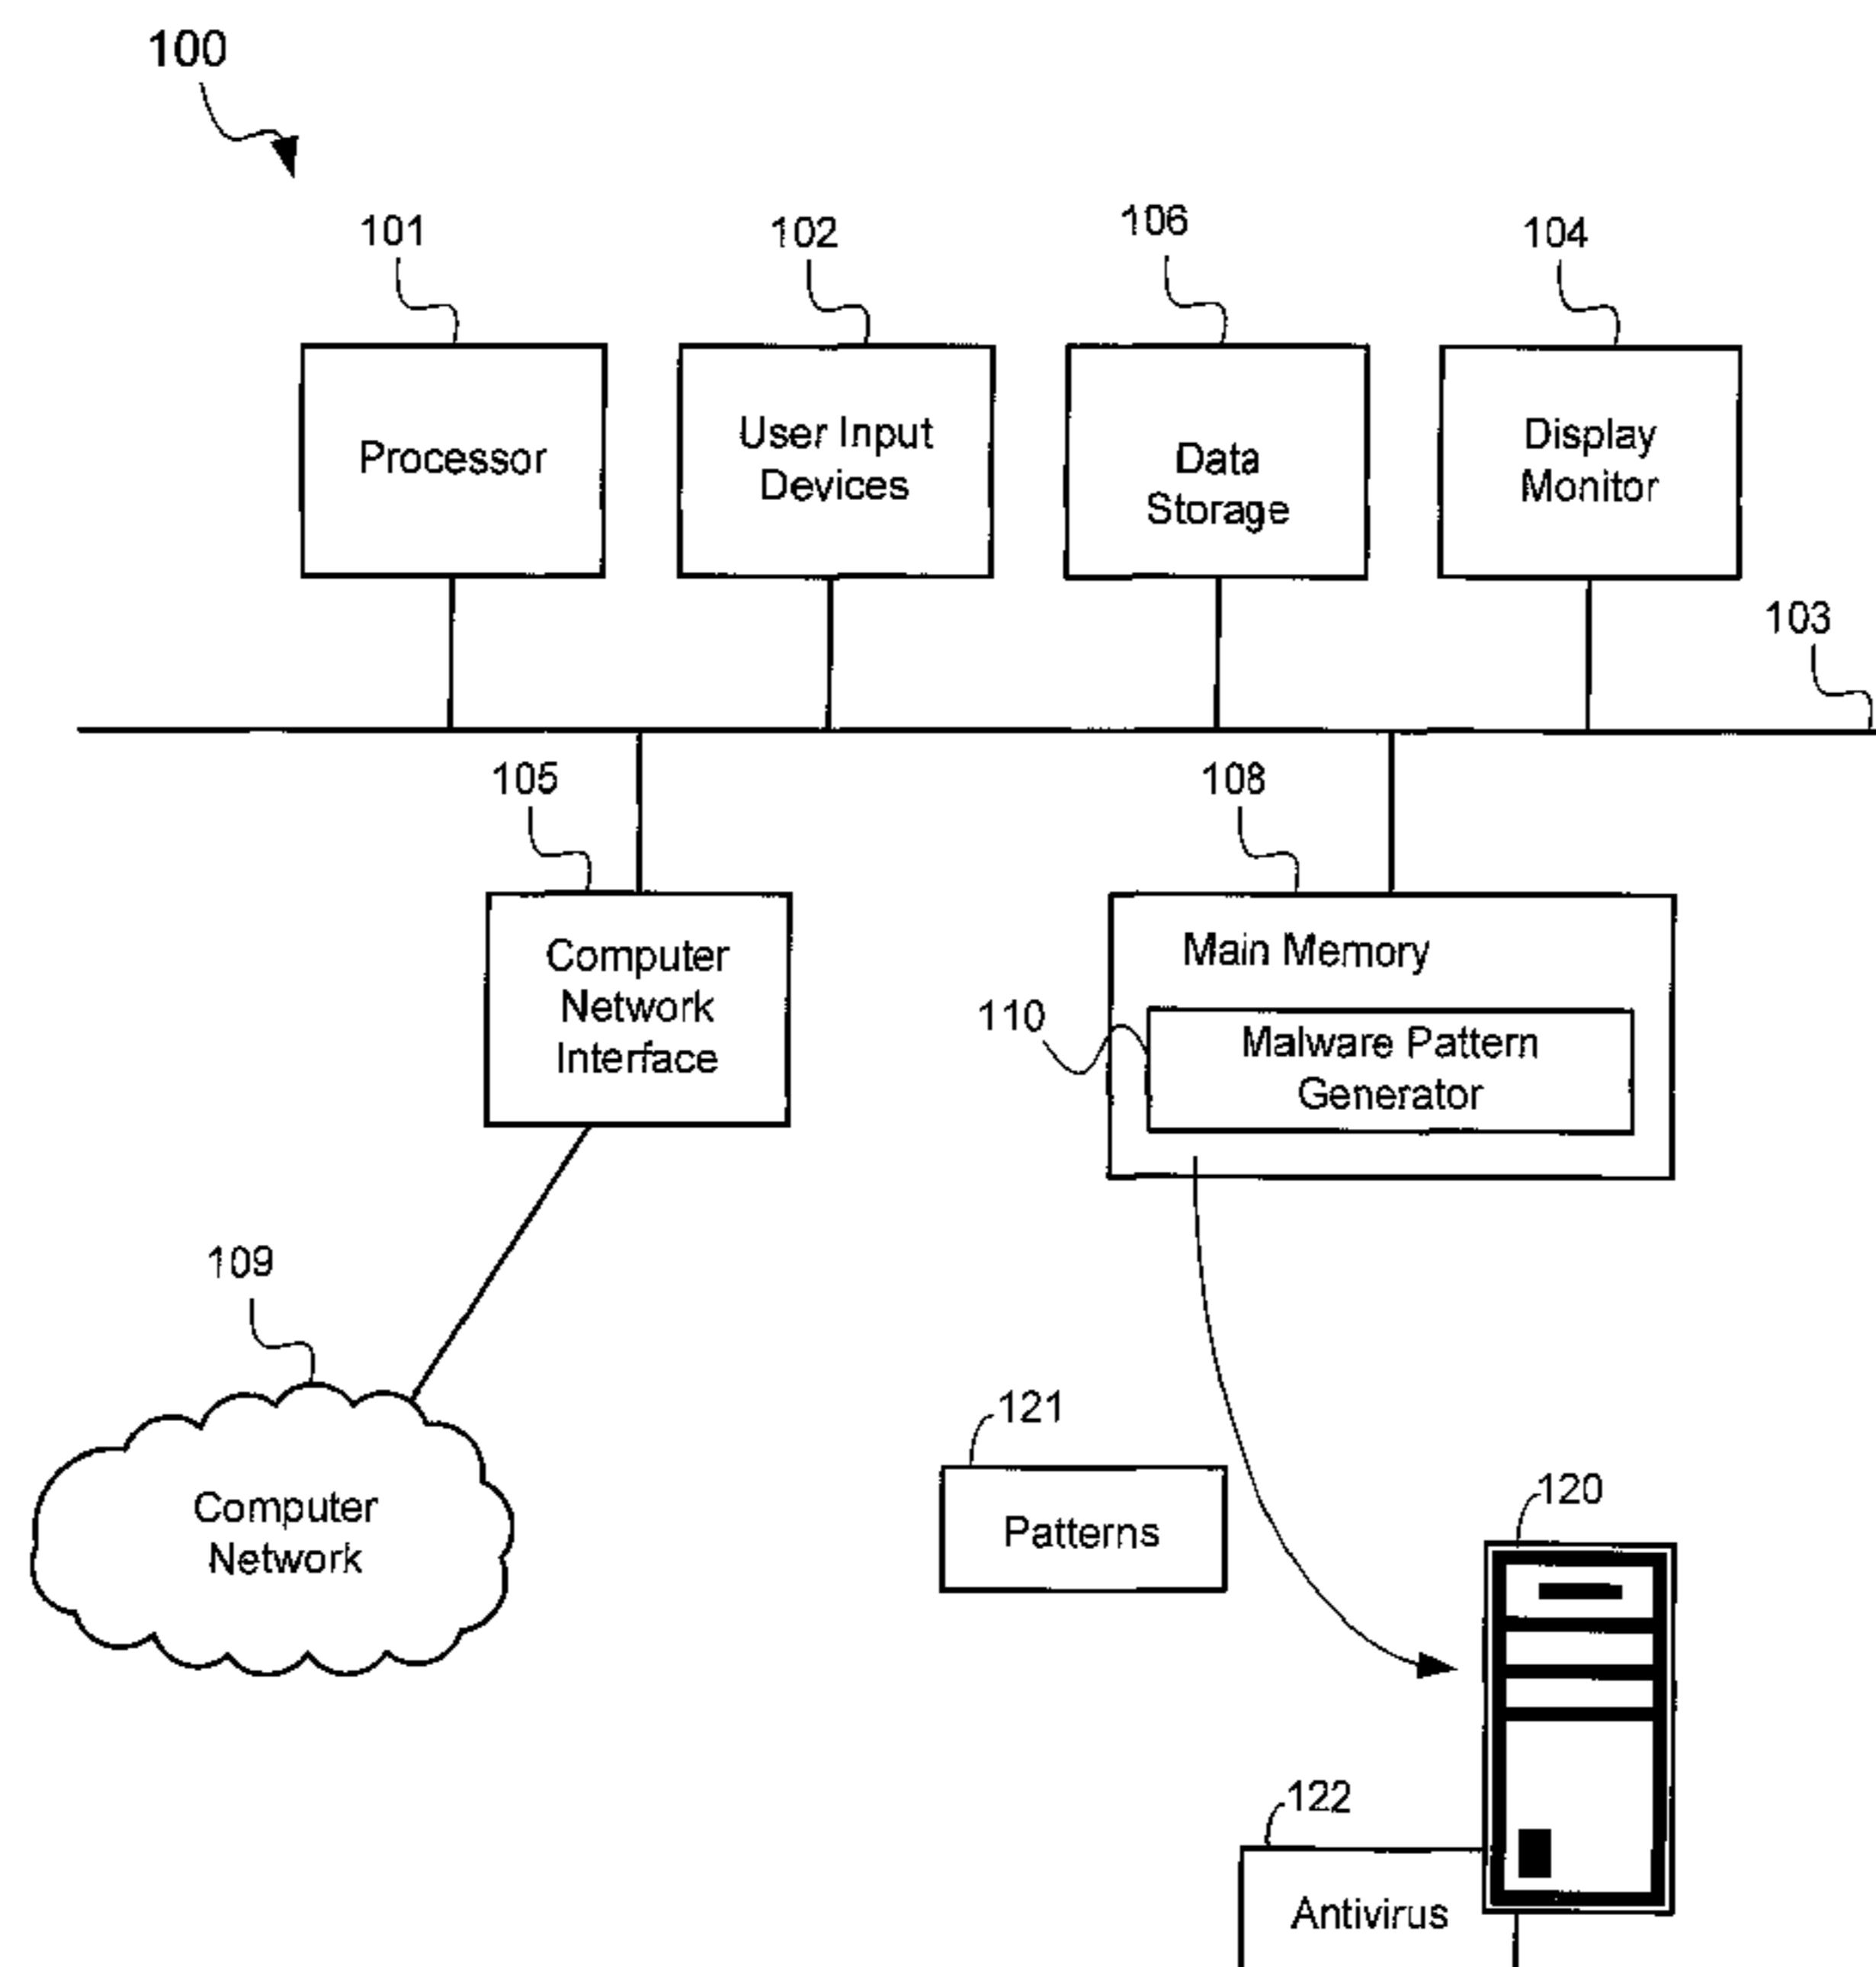 100
101
102
106
104
Processor
User Input
Devices
Data
Storage
Display
Monitor
103
105
108
Computer
Network
Interface
Main Memory
110
Malware Pattern
Generator
109
Computer
Network
121
Patterns
120
122
Antivirus